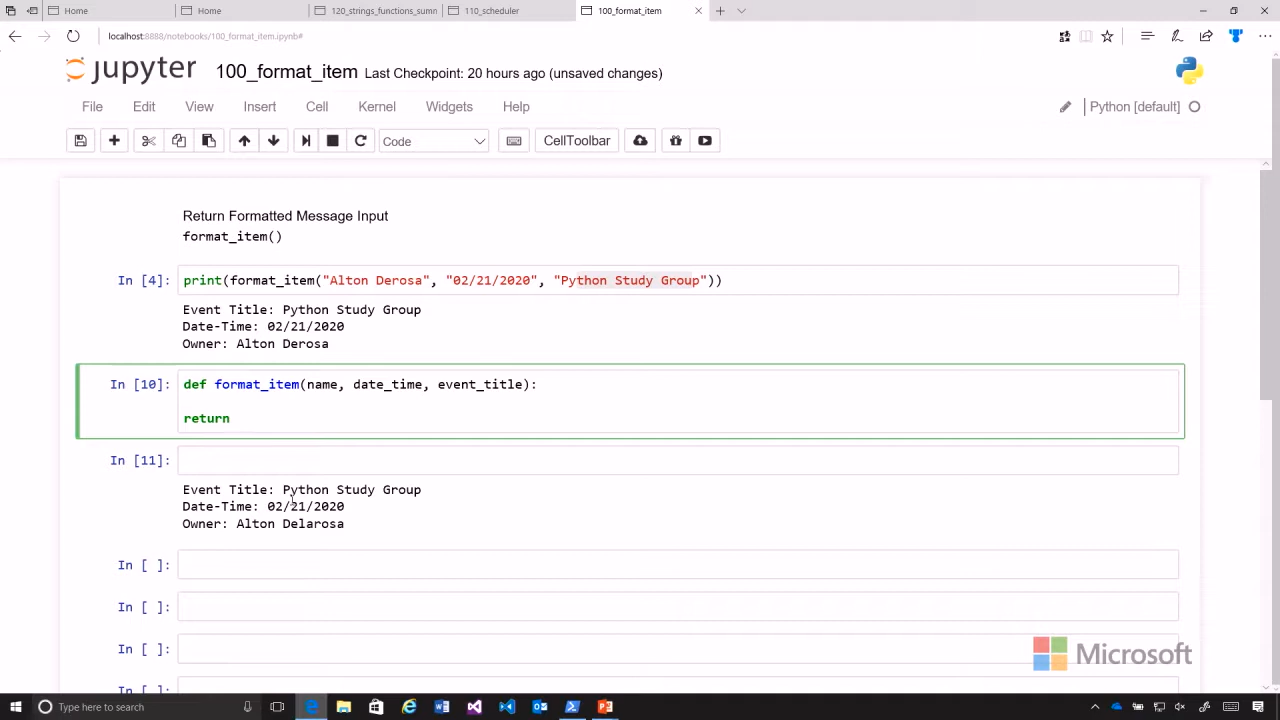 Home
Home
120_strings_functions_sumn
110_scheduler
100_format_item
localhost:8888/notebooks/100_format_item.ipynb#
jupyter 100_format_item Last Checkpoint: 20 hours ago (unsaved changes)
File Edit View Insert Cell Kernel Widgets Help
Python [default]
Code
CellToolbar
Return Formatted Message Input
format_item()
In [4]: print(format_item("Alton Derosa", "02/21/2020", "Python Study Group"))
Event Title: Python Study Group
Date-Time: 02/21/2020
Owner: Alton Derosa
In [10]: def format_item(name, date_time, event_title):
return
In [11]:
Event Title: Python Study Group
Date-Time: 02/21/2020
Owner: Alton Delarosa
In [ ]:
In [ ]:
In [ ]:
In [ ]:
Microsoft
Type here to search